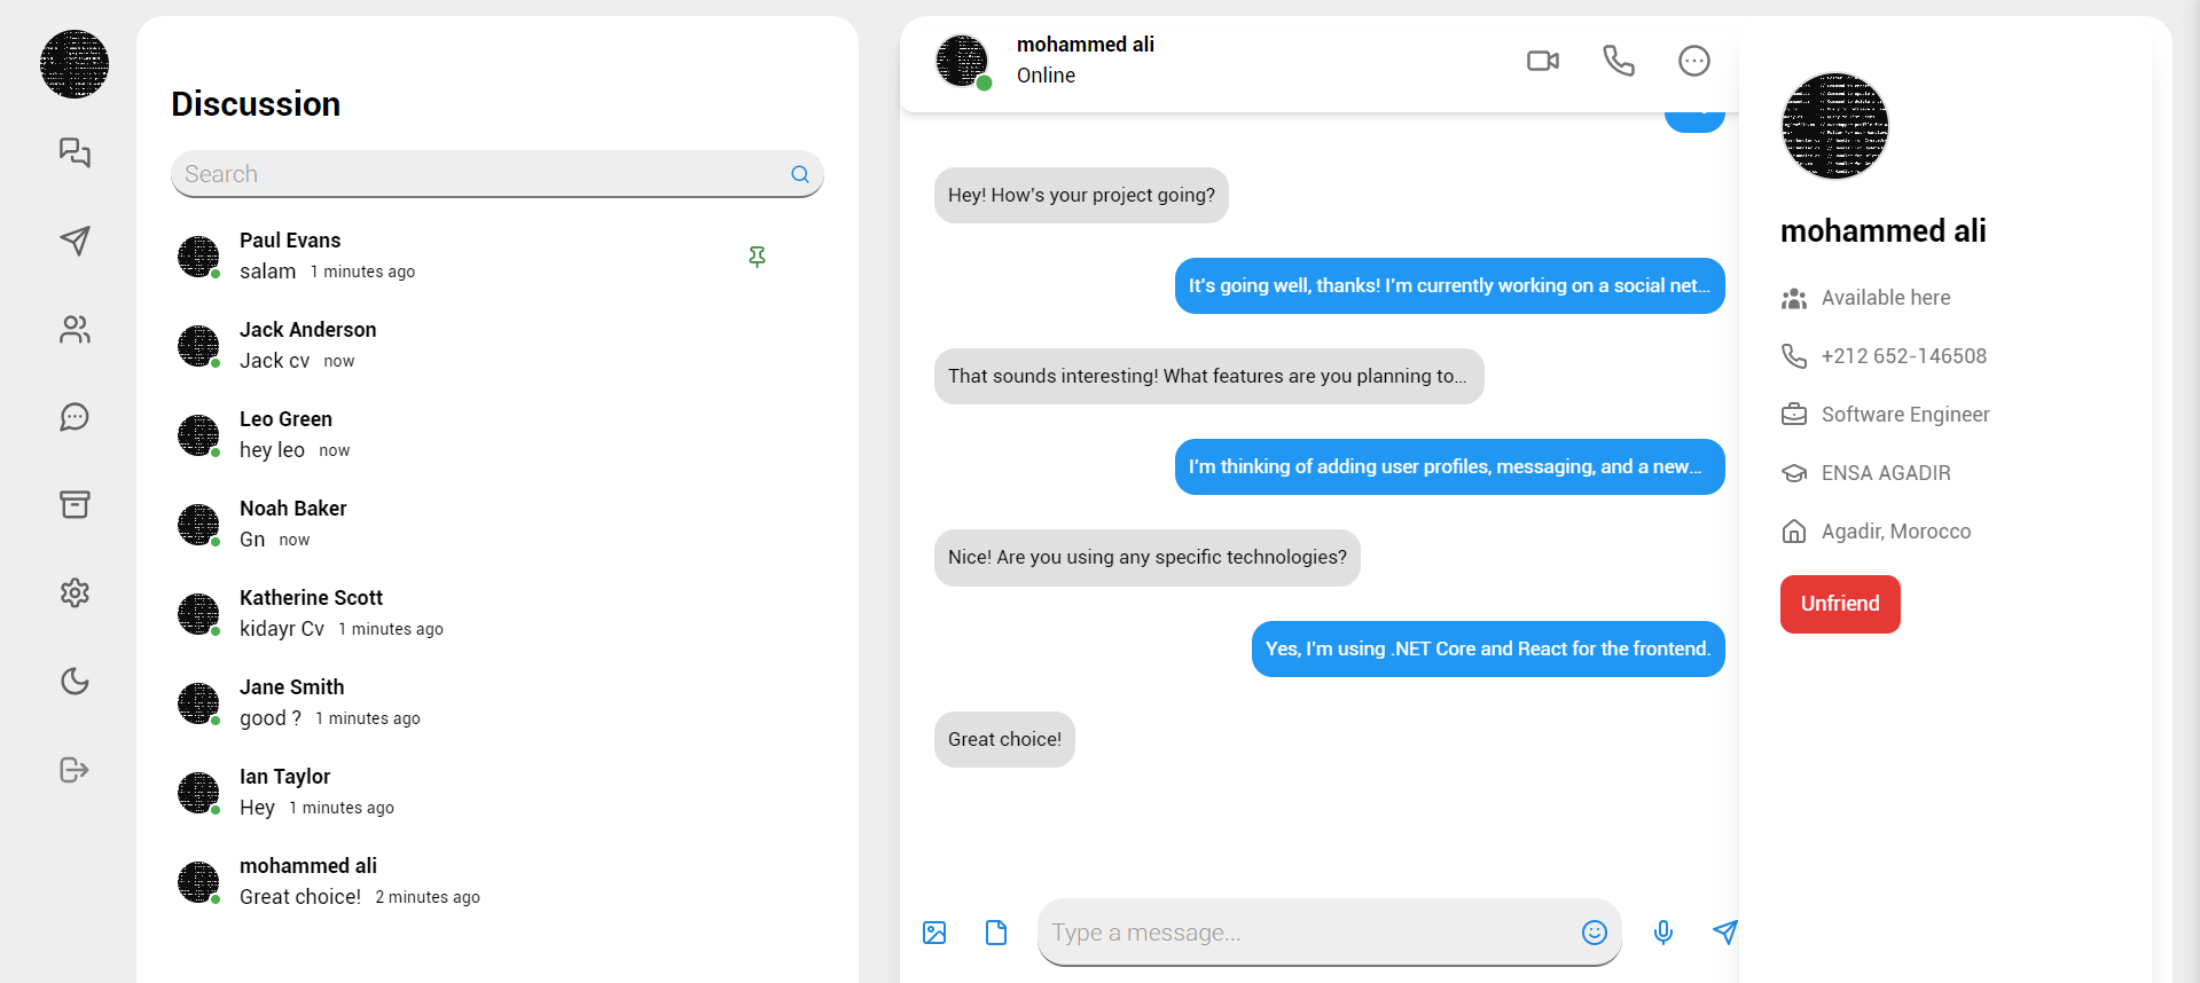 Discussion
Search
Paul Evans
salam 1 minutes ago
Jack Anderson
Jack cv now
Leo Green
hey leo now
Noah Baker
Gn now
Katherine Scott
kidayr Cv 1 minutes ago
Jane Smith
good ? 1 minutes ago
Ian Taylor
Hey 1 minutes ago
mohammed ali
Great choice! 2 minutes ago
mohammed ali
Online
Hey! How's your project going?
It's going well, thanks! I'm currently working on a social net...
That sounds interesting! What features are you planning to...
I'm thinking of adding user profiles, messaging, and a new...
Nice! Are you using any specific technologies?
Yes, I'm using .NET Core and React for the frontend.
Great choice!
Type a message...
mohammed ali
Available here
+212 652-146508
Software Engineer
ENSA AGADIR
Agadir, Morocco
Unfriend